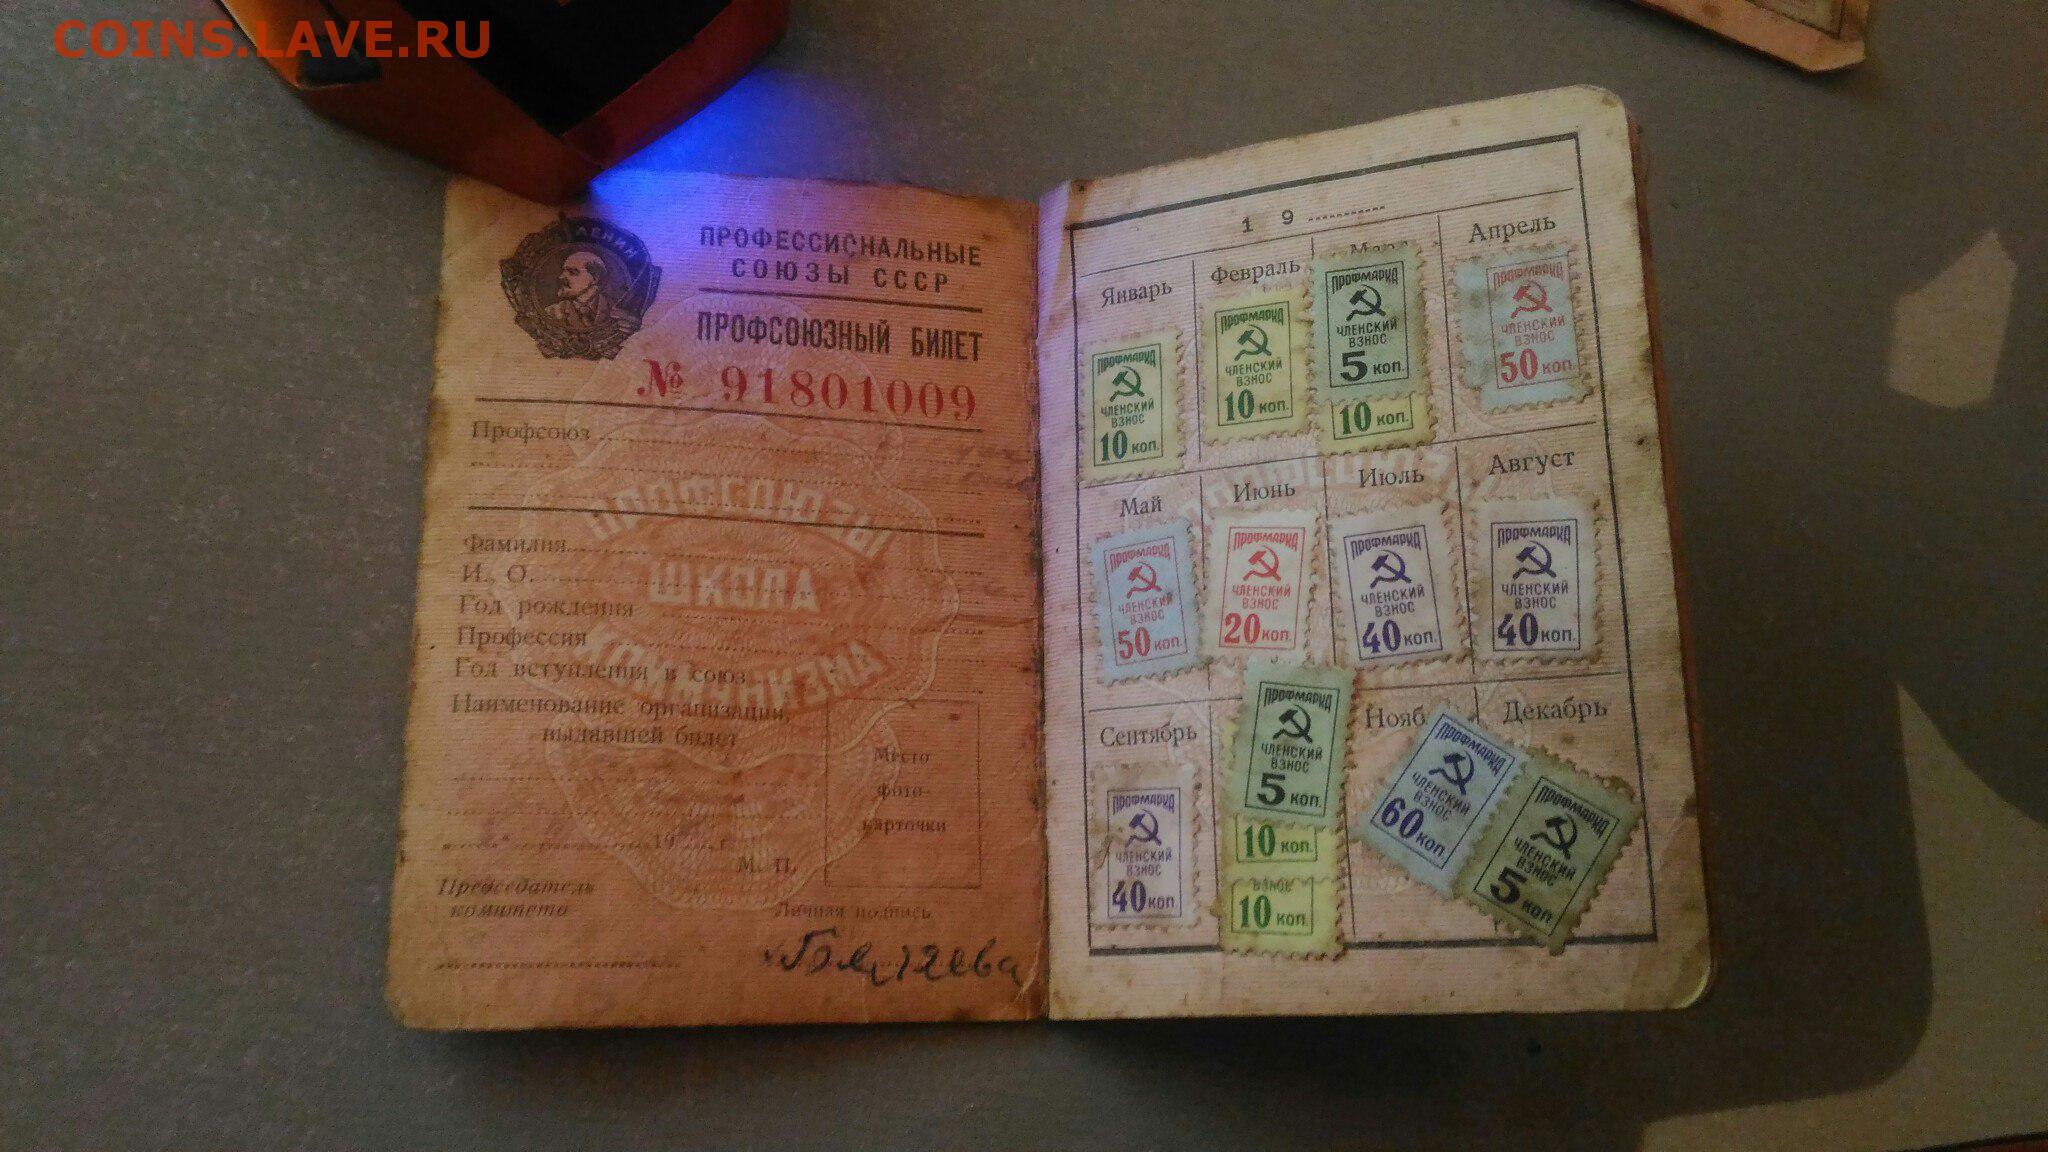 COINS.LAVE.RU
ЛЕНИН
ПРОФЕССИОНАЛЬНЫЕ
СОЮЗЫ СССР
ПРОФСОЮЗНЫЙ БИЛЕТ
№ 91801009
Профсоюз
ПРОФСОЮЗЫ
ШКОЛА
КОММУНИЗМА
Фамилия
И., О.
Год рождения
Профессия
Год вступления в союз
Наименование организации,
выдавшей билет
Место
фото-
карточки
19 г.
М. П.
Председатель
комитета
Личная подпись
19
Январь
ПРОФМАРКА
ЧЛЕНСКИЙ
ВЗНОС
10 коп.
Февраль
ПРОФМАРКА
ЧЛЕНСКИЙ
ВЗНОС
10 коп.
Март
ПРОФМАРКА
ЧЛЕНСКИЙ
ВЗНОС
5 коп.
10 коп.
Апрель
ПРОФМАРКА
ЧЛЕНСКИЙ
ВЗНОС
50 коп.
Май
ПРОФМАРКА
ЧЛЕНСКИЙ
ВЗНОС
50 коп.
Июнь
ПРОФМАРКА
ЧЛЕНСКИЙ
ВЗНОС
20 коп.
Июль
ПРОФМАРКА
ЧЛЕНСКИЙ
ВЗНОС
40 коп.
Август
ПРОФМАРКА
ЧЛЕНСКИЙ
ВЗНОС
40 коп.
Сентябрь
ПРОФМАРКА
ЧЛЕНСКИЙ
ВЗНОС
40 коп.
ПРОФМАРКА
ЧЛЕНСКИЙ
ВЗНОС
5 коп.
10 коп.
ВЗНОС
10 коп.
Нояб
ПРОФМАРКА
ЧЛЕНСКИЙ
ВЗНОС
60 коп.
Декабрь
ПРОФМАРКА
ЧЛЕНСКИЙ
ВЗНОС
5 коп.